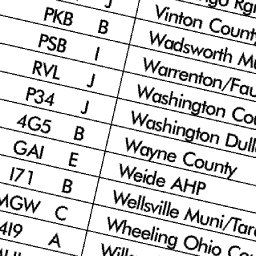 J Vinton County
PKB B Wadsworth Mu
PSB I Warrenton/Fau
RVL J Washington Cou
P34 J Washington Dull
4G5 B Wayne County
GAI E Weide AHP
I71 B Wellsville Muni/Tar
MGW C Wheeling Ohio Co
4I9 A